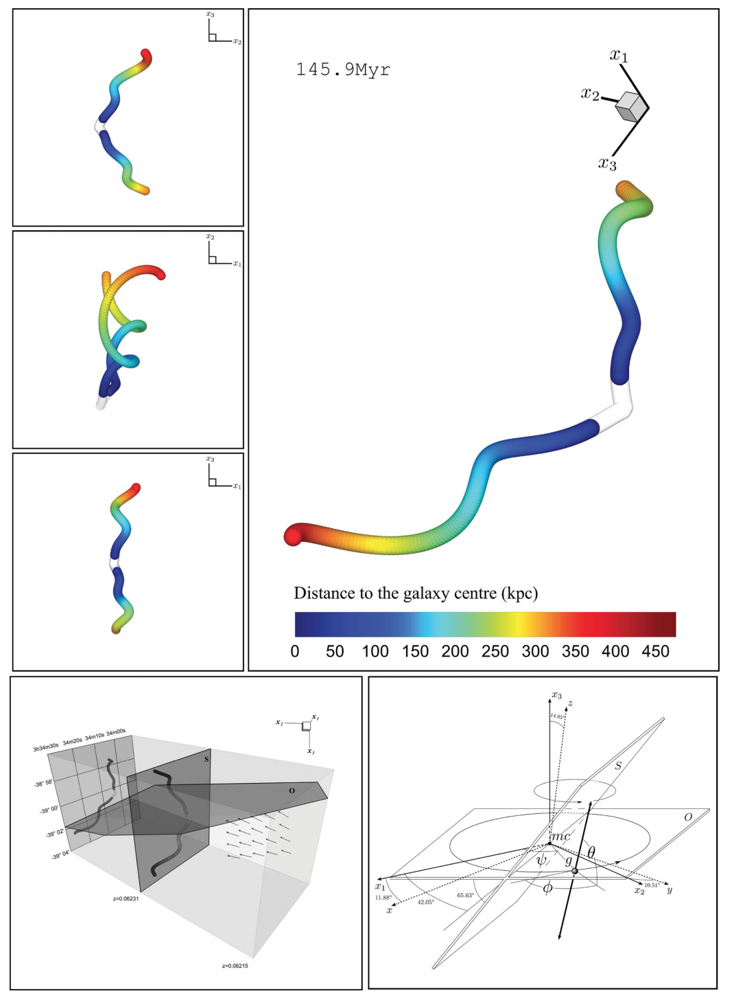 x₃
x₂
x₂
x₁
x₃
x₁
145.9Myr
x₁
x₂
x₃
Distance to the galaxy centre (kpc)
0 50 100 150 200 250 300 350 400 450
3h34m30s 34m20s 34m10s 34m00s
-38° 58'
-39° 00'
-39° 02'
-39° 04'
x₂
x₁
x₃
S
O
z=0.06231
z=0.06215
x₃
z
14.85°
S
O
mc
ψ
g
θ
x₁
11.88°
x
42.05°
65.63°
ϕ
x₂
10.51°
y